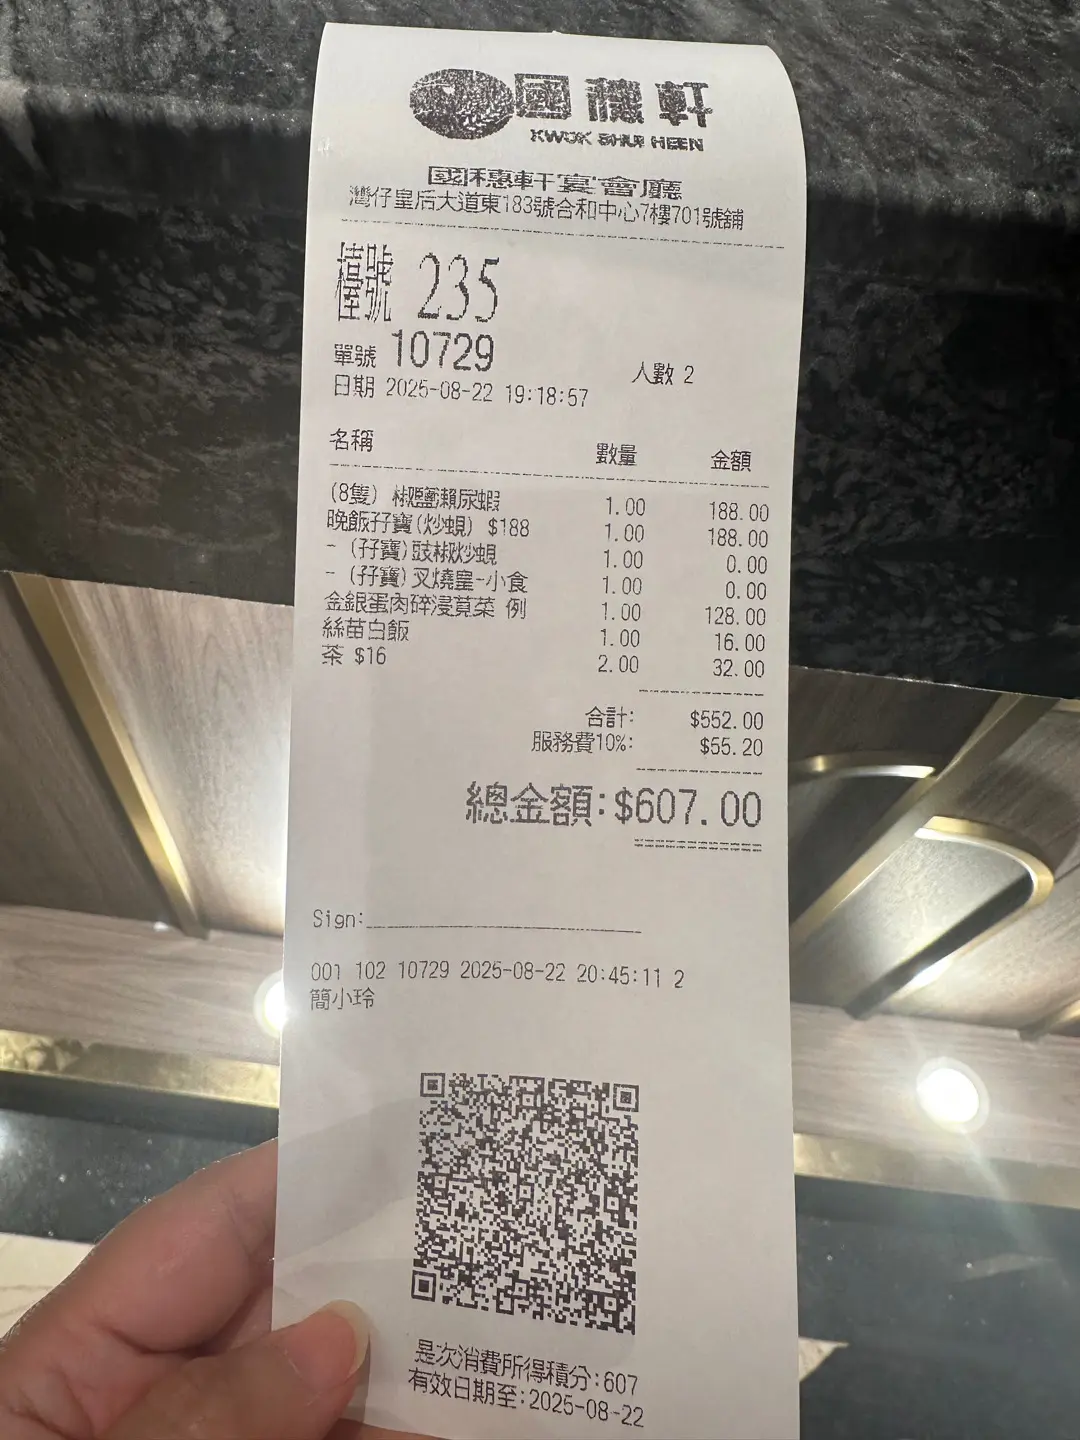 國穗軒
KWOK SHUI HEEN
國穗軒宴會廳
灣仔皇后大道東183號合和中心7樓701號舖
檯號 235
單號 10729 人數 2
日期 2025-08-22 19:18:57
名稱 數量 金額
(8隻) 椒鹽瀨尿蝦 1.00 188.00
晚飯孖寶(炒蜆) $188 1.00 188.00
- (孖寶)豉椒炒蜆 1.00 0.00
- (孖寶)叉燒皇-小食 1.00 0.00
金銀蛋肉碎浸莧菜 例 1.00 128.00
絲苗白飯 1.00 16.00
茶 $16 2.00 32.00
合計: $552.00
服務費10%: $55.20
總金額:$607.00
Sign:
001 102 10729 2025-08-22 20:45:11 2
簡小玲
是次消費所得積分:607
有效日期至:2025-08-22